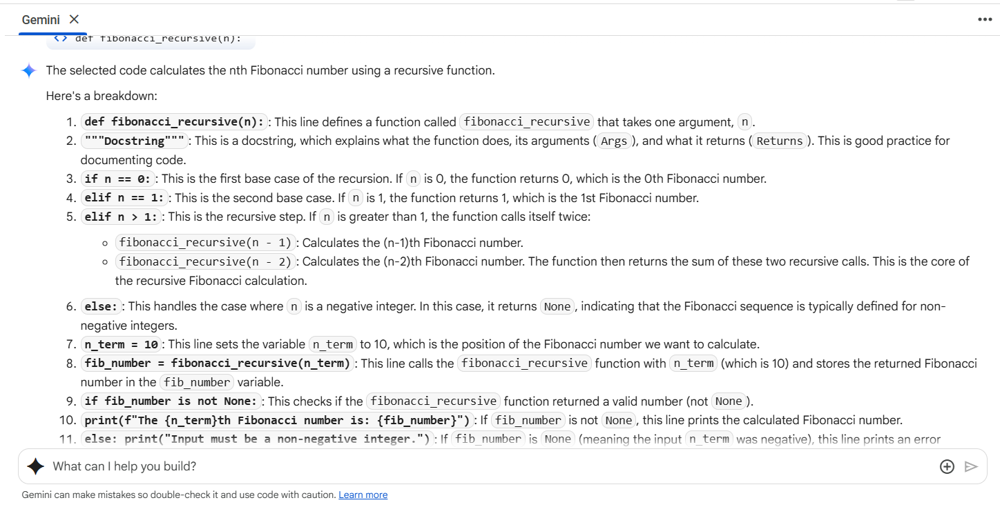 Gemini
def fibonacci_recursive(n):
The selected code calculates the nth Fibonacci number using a recursive function.
Here's a breakdown:
1. def fibonacci_recursive(n): : This line defines a function called fibonacci_recursive that takes one argument, n .
2. """Docstring""" : This is a docstring, which explains what the function does, its arguments ( Args ), and what it returns ( Returns ). This is good practice for
documenting code.
3. if n == 0: : This is the first base case of the recursion. If n is 0, the function returns 0, which is the 0th Fibonacci number.
4. elif n == 1: : This is the second base case. If n is 1, the function returns 1, which is the 1st Fibonacci number.
5. elif n > 1: : This is the recursive step. If n is greater than 1, the function calls itself twice:
fibonacci_recursive(n - 1) : Calculates the (n-1)th Fibonacci number.
fibonacci_recursive(n - 2) : Calculates the (n-2)th Fibonacci number. The function then returns the sum of these two recursive calls. This is the core of
the recursive Fibonacci calculation.
6. else: : This handles the case where n is a negative integer. In this case, it returns None , indicating that the Fibonacci sequence is typically defined for non-
negative integers.
7. n_term = 10 : This line sets the variable n_term to 10, which is the position of the Fibonacci number we want to calculate.
8. fib_number = fibonacci_recursive(n_term) : This line calls the fibonacci_recursive function with n_term (which is 10) and stores the returned Fibonacci
number in the fib_number variable.
9. if fib_number is not None: : This checks if the fibonacci_recursive function returned a valid number (not None ).
10. print(f"The {n_term}th Fibonacci number is: {fib_number}") : If fib_number is not None , this line prints the calculated Fibonacci number.
11. else: print("Input must be a non-negative integer.") : If fib_number is None (meaning the input n_term was negative), this line prints an error
What can I help you build?
Gemini can make mistakes so double-check it and use code with caution. Learn more